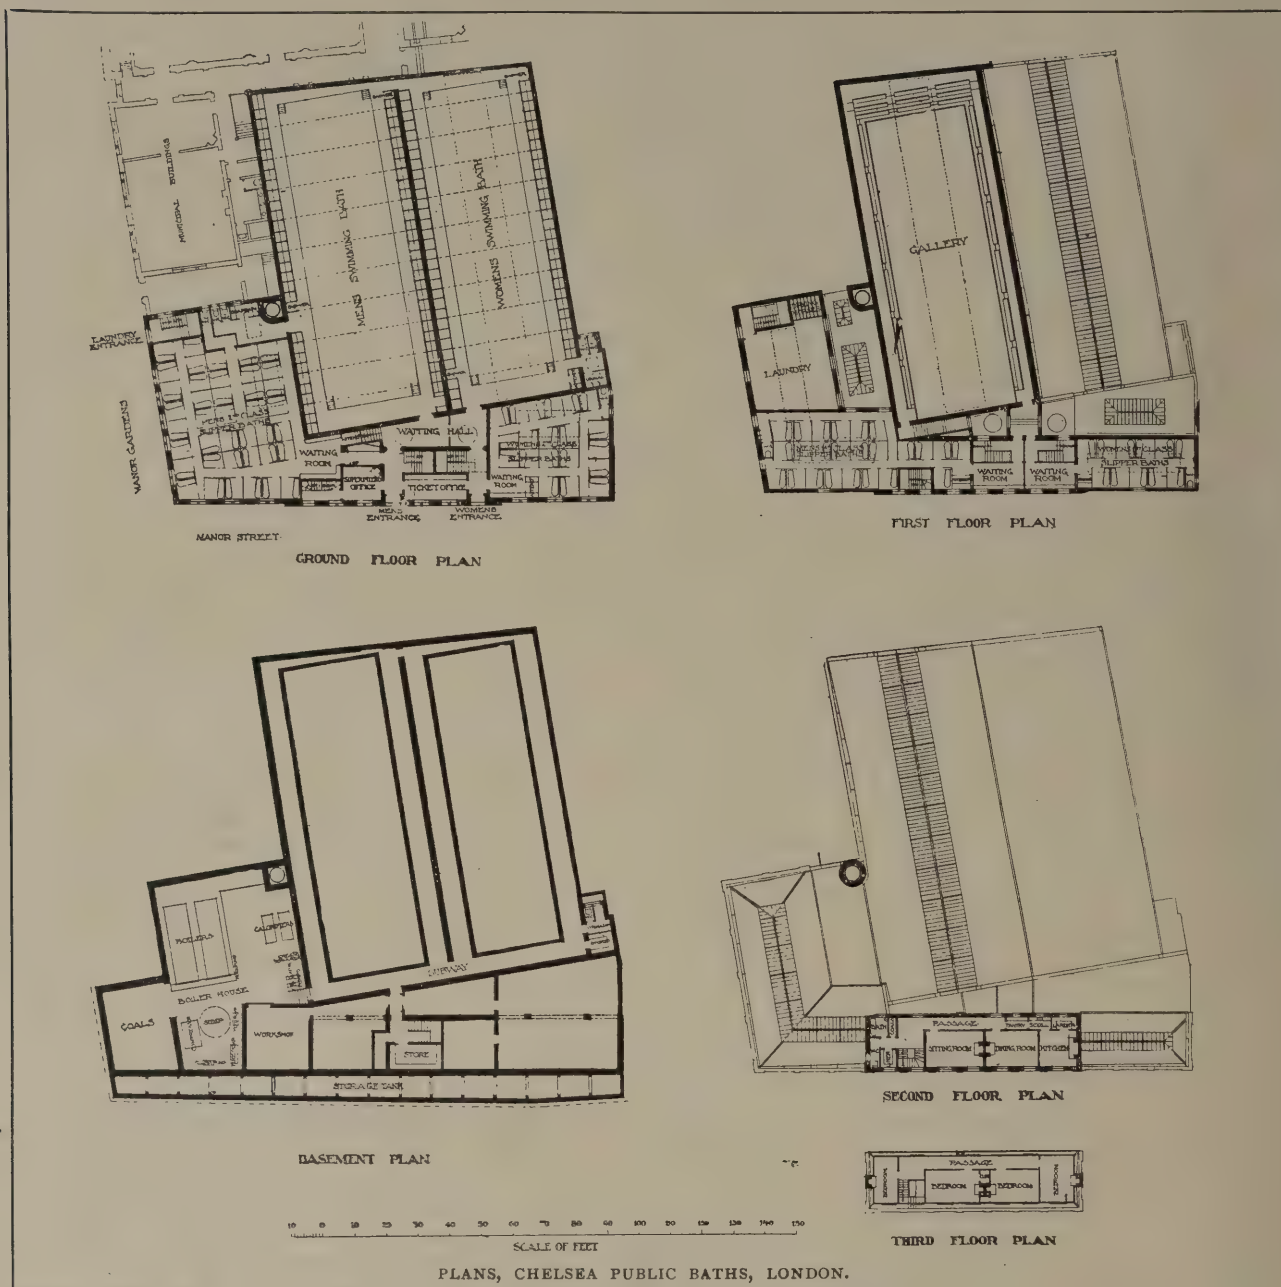 MUNICIPAL BUILDINGS
MENS SWIMMING BATH
WOMENS SWIMMING BATH
LAUNDRY
ENTRANCE
MANOR GARDENS
MENS 1ST CLASS
SLIPPER BATHS
WAITING HALL
WAITING
ROOM
OFFICE
TICKET OFFICE
WAITING
ROOM
SLIPPER BATHS
MENS
ENTRANCE
WOMENS
ENTRANCE
MANOR STREET
GROUND FLOOR PLAN
GALLERY
LAUNDRY
SLIPPER BATHS
WAITING
ROOM
WAITING
ROOM
SLIPPER BATHS
FIRST FLOOR PLAN
BOILERS
CALORIFIERS
BOILER HOUSE
COALS
WORKSHOP
SUBWAY
STORE
STORAGE TANK
BASEMENT PLAN
BATH
PASSAGE
SITTING ROOM
DINING ROOM
KITCHEN
LARDER
SECOND FLOOR PLAN
PASSAGE
BEDROOM
BEDROOM
BEDROOM
BEDROOM
THIRD FLOOR PLAN
10 0 10 20 30 40 50 60 70 80 90 100 110 120 130 140 150
SCALE OF FEET
PLANS, CHELSEA PUBLIC BATHS, LONDON.